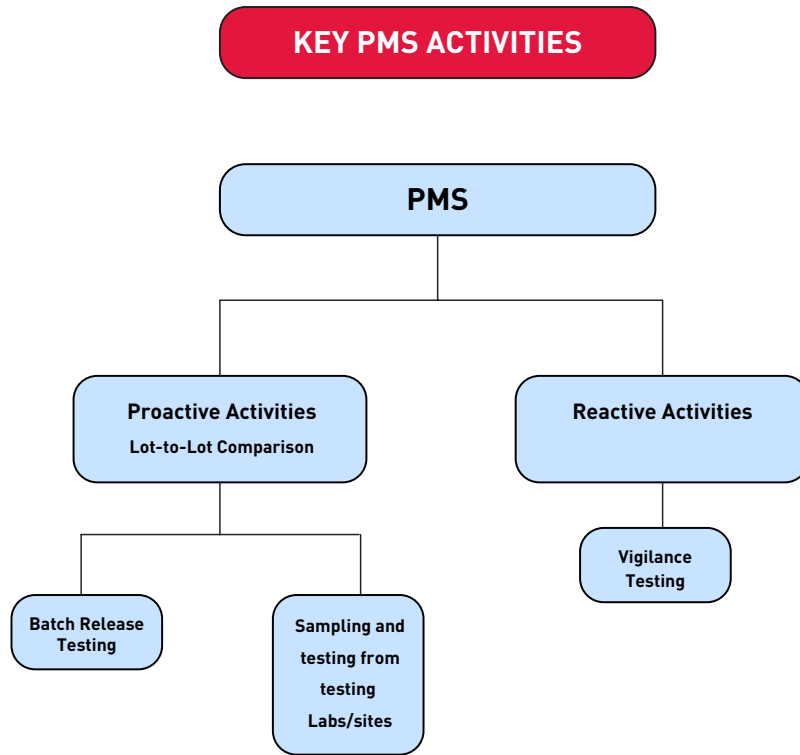 KEY PMS ACTIVITIES
PMS
Proactive Activities
Lot-to-Lot Comparison
Reactive Activities
Batch Release
Testing
Sampling and
testing from
testing
Labs/sites
Vigilance
Testing